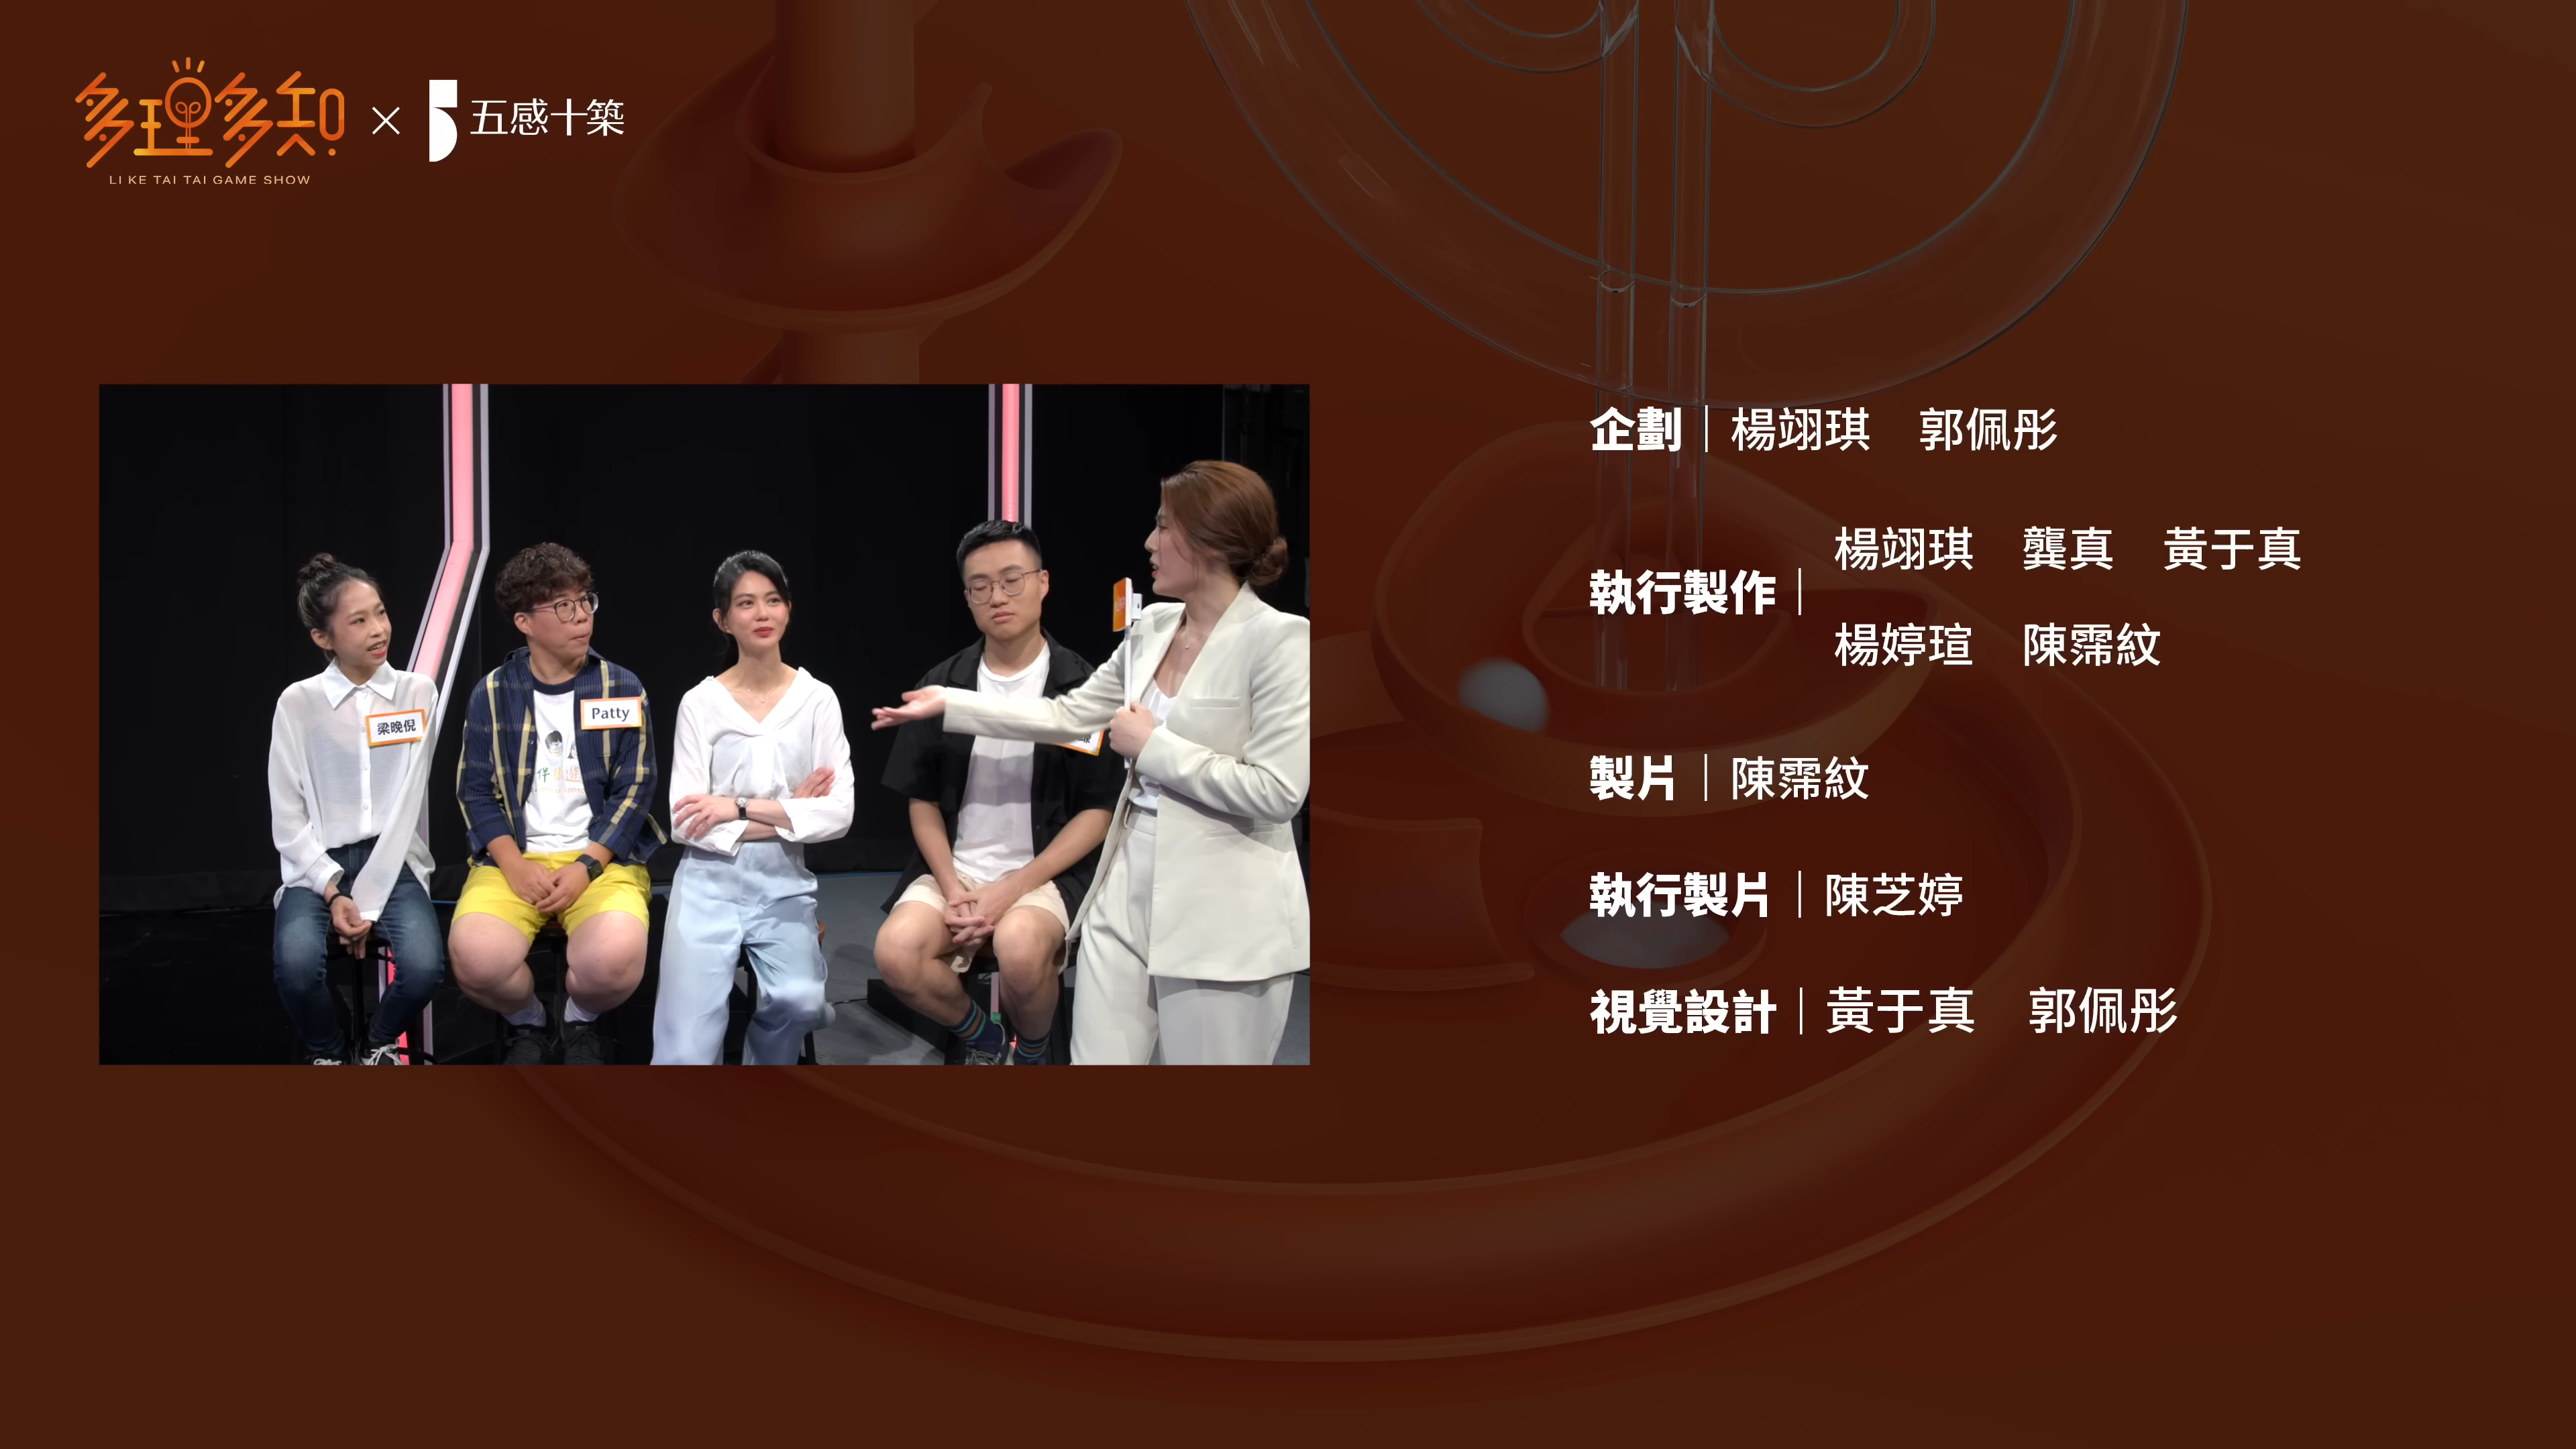 多理多知
LI KE TAI TAI GAME SHOW
五感十築
梁晚倪
Patty
企劃｜楊翊琪　郭佩彤
執行製作｜楊翊琪　龔真　黃于真
楊婷瑄　陳霈紋
製片｜陳霈紋
執行製片｜陳芝婷
視覺設計｜黃于真　郭佩彤